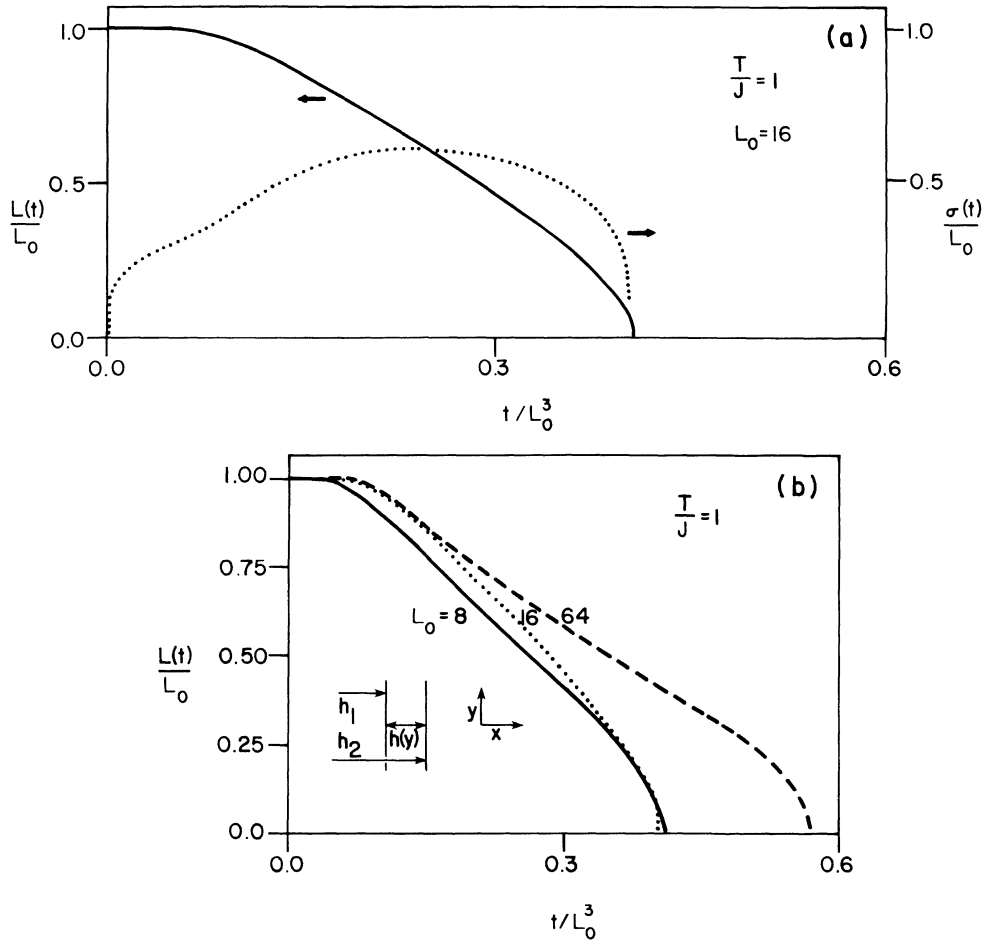 (a)
1.0
1.0
T/J = 1
L₀ = 16
0.5
0.5
L(t)/L₀
σ(t)/L₀
0.0
0.0
0.3
0.6
t / L₀³
(b)
1.00
T/J = 1
0.75
L₀ = 8
16
64
L(t)/L₀
0.50
h₁
h(y)
h₂
y
x
0.25
0.0
0.0
0.3
0.6
t / L₀³